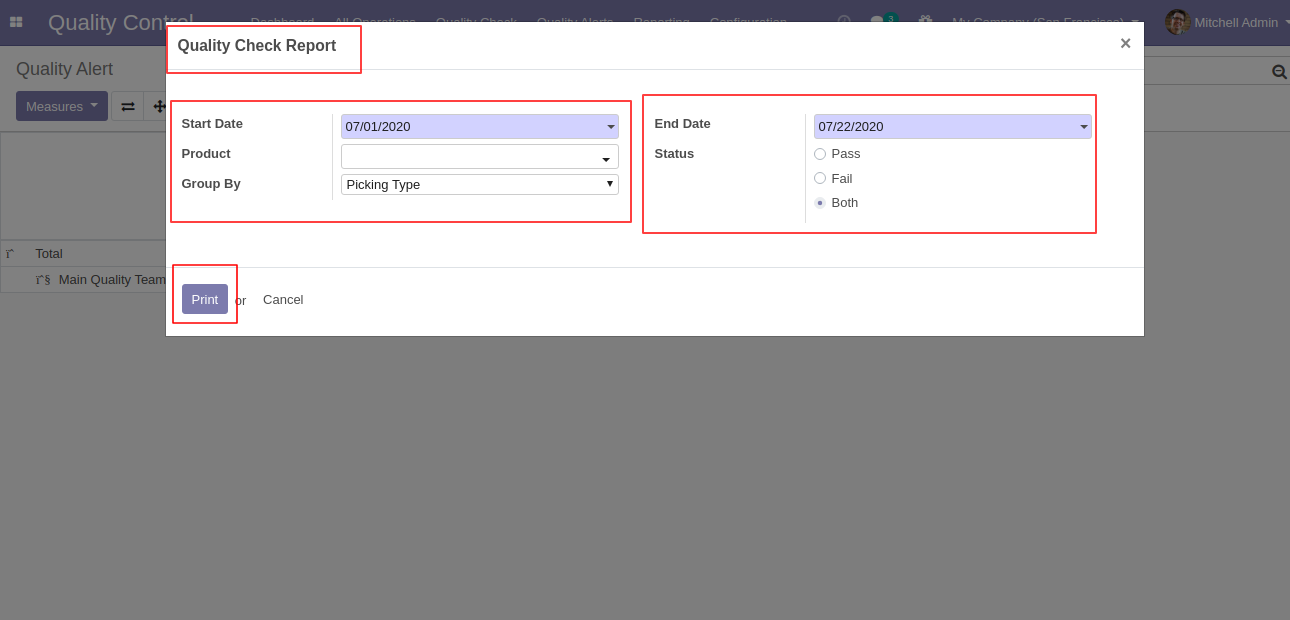 Quality Control
Dashboard All Operations Quality Check Quality Alerts Reporting Configuration 3 My Company (San Francisco) Mitchell Admin
Quality Check Report ×
Quality Alert
Measures
Start Date 07/01/2020
Product
Group By Picking Type
End Date 07/22/2020
Status Pass
Fail
Both
Total
Main Quality Team
Print or Cancel